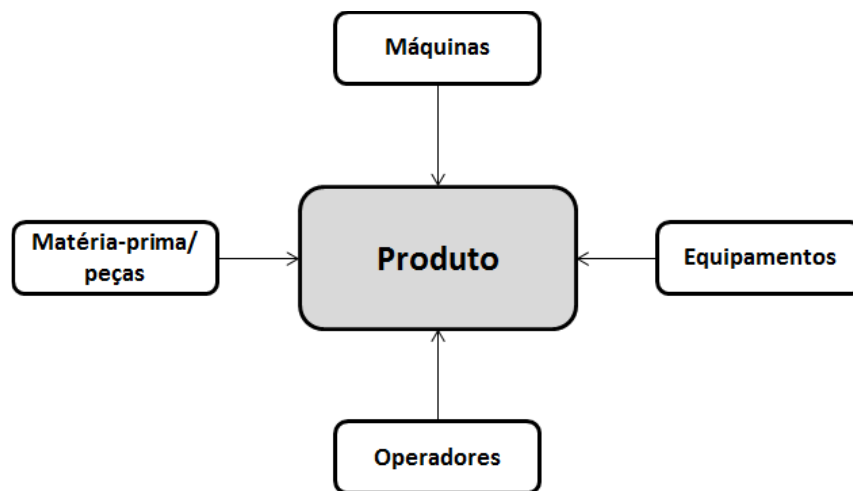 Máquinas
Matéria-prima/
peças
Produto
Equipamentos
Operadores